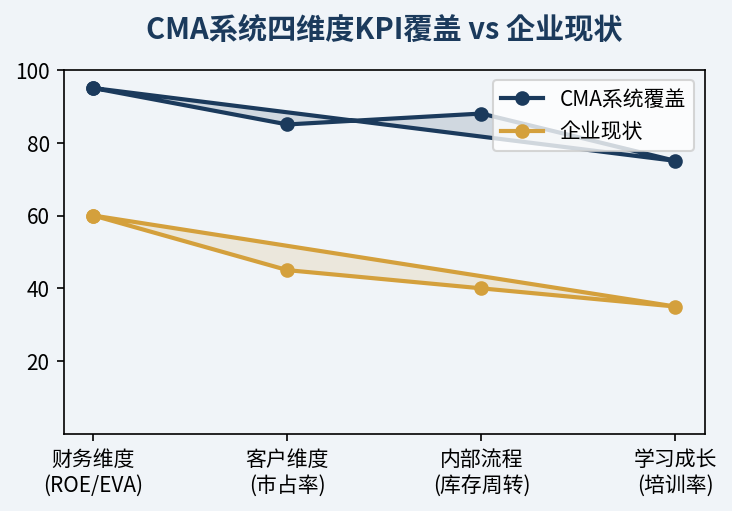 CMA系统四维度KPI覆盖 vs 企业现状
100
80
60
40
20
CMA系统覆盖
企业现状
财务维度
(ROE/EVA)
客户维度
(市占率)
内部流程
(库存周转)
学习成长
(培训率)